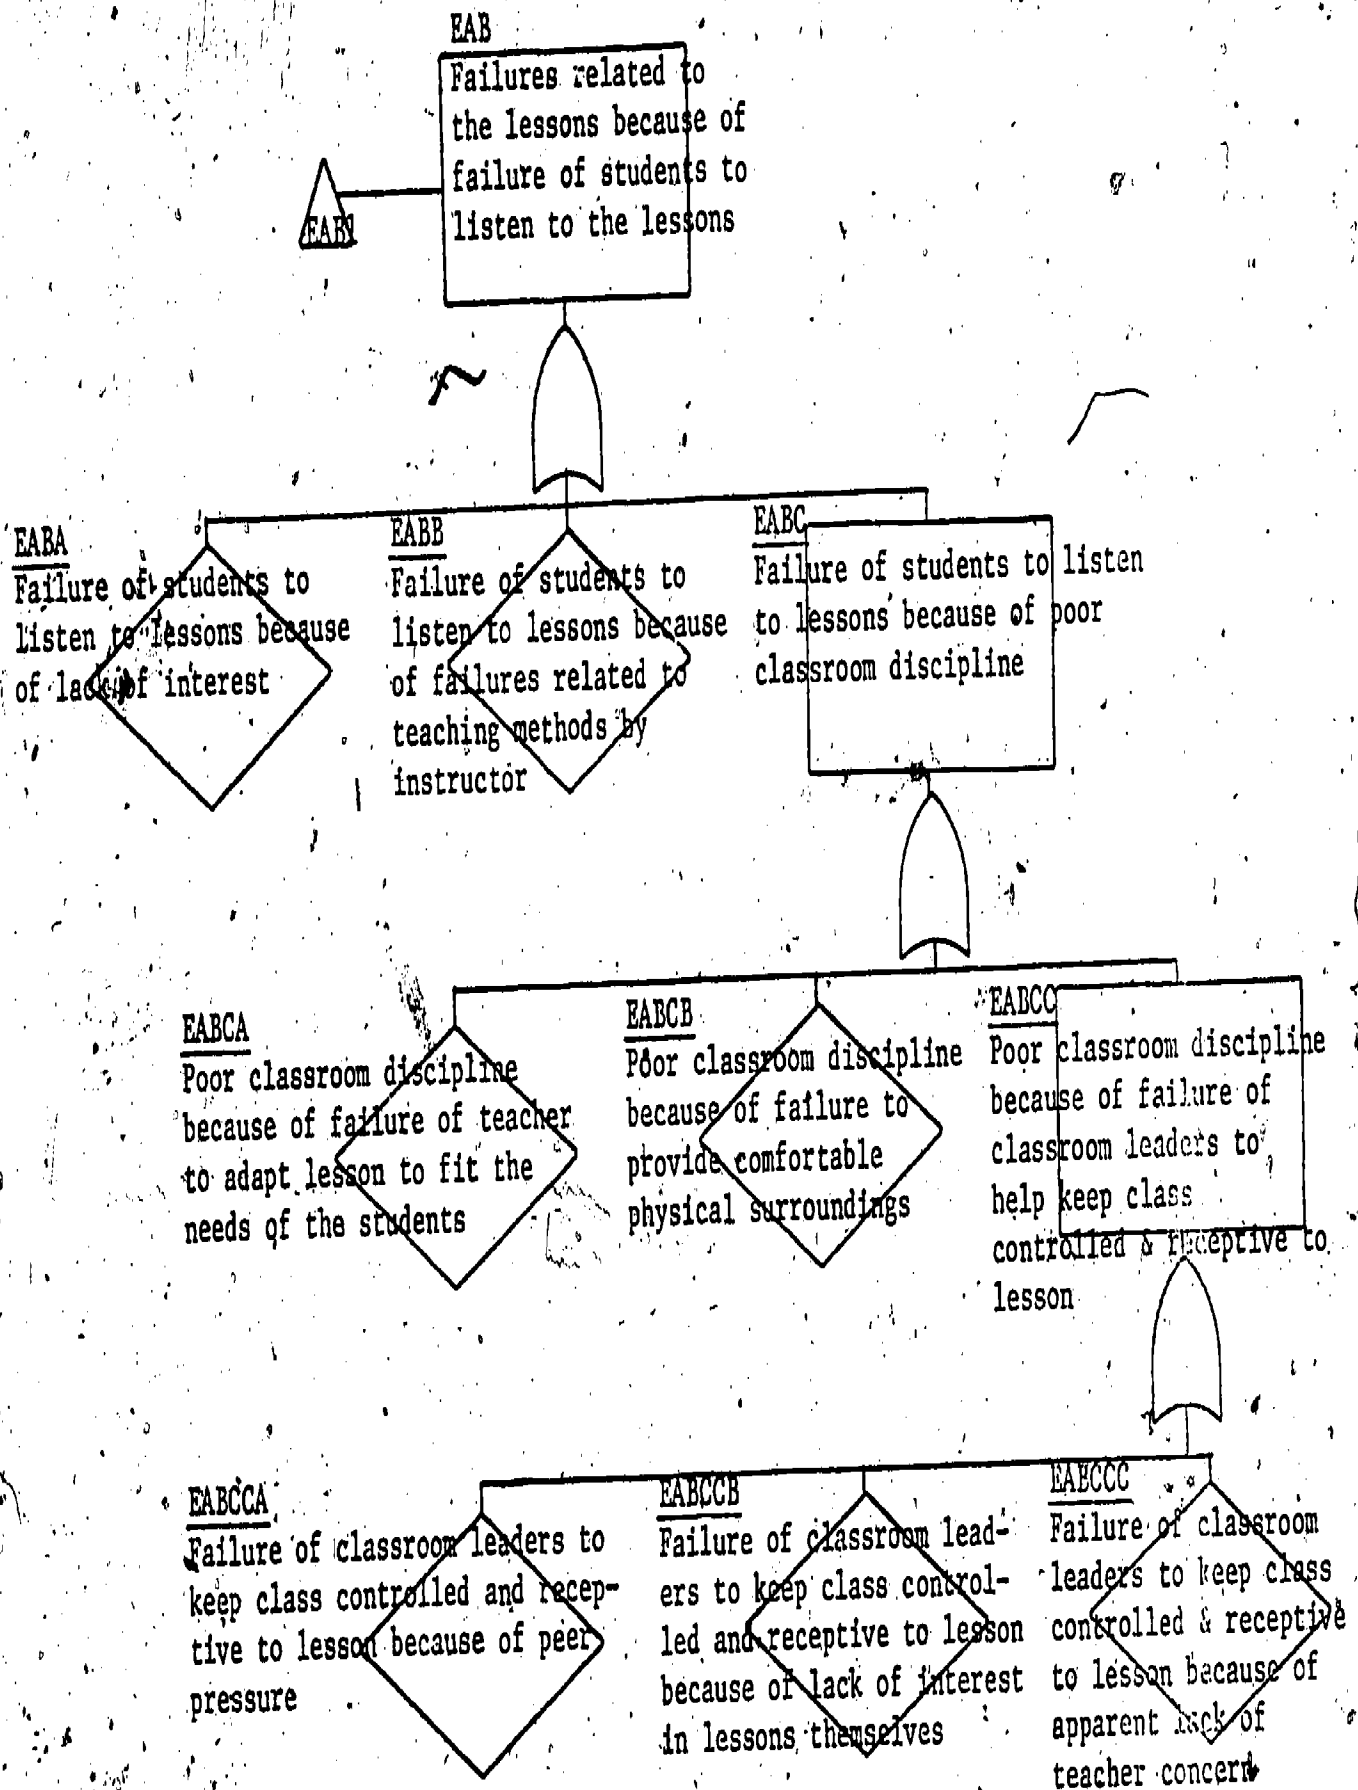 EAB
Failures related to
the lessons because of
failure of students to
listen to the lessons
EAB1
EABA
Failure of students to
listen to lessons because
of lack of interest
EABB
Failure of students to
listen to lessons because
of failures related to
teaching methods by
instructor
EABC
Failure of students to listen
to lessons because of poor
classroom discipline
EABCA
Poor classroom discipline
because of failure of teacher
to adapt lesson to fit the
needs of the students
EABCB
Poor classroom discipline
because of failure to
provide comfortable
physical surroundings
EABCC
Poor classroom discipline
because of failure of
classroom leaders to
help keep class
controlled & receptive to
lesson
EABCCA
Failure of classroom leaders to
keep class controlled and recep-
tive to lesson because of peer
pressure
EABCCB
Failure of classroom lead-
ers to keep class control-
led and receptive to lesson
because of lack of interest
in lessons themselves
EABCCC
Failure of classroom
leaders to keep class
controlled & receptive
to lesson because of
apparent lack of
teacher concern